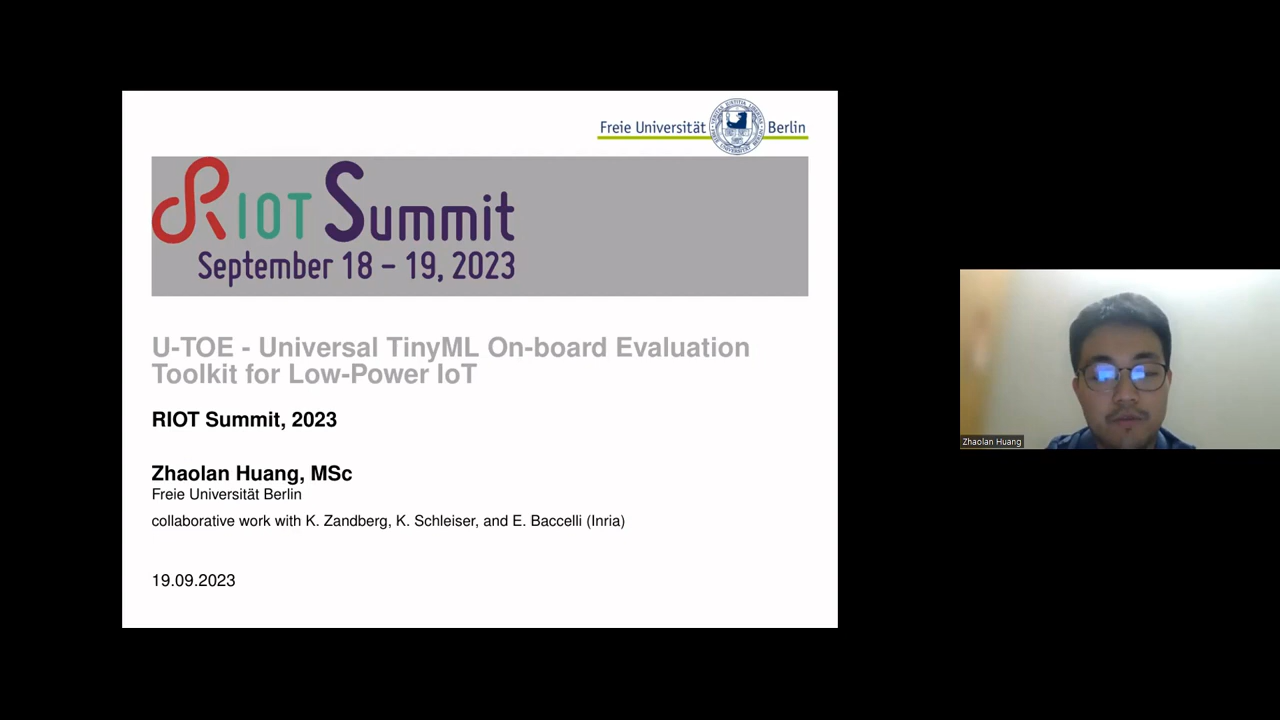 Freie Universität Berlin
RIOT Summit
September 18 – 19, 2023
U-TOE - Universal TinyML On-board Evaluation
Toolkit for Low-Power IoT
RIOT Summit, 2023
Zhaolan Huang, MSc
Freie Universität Berlin
collaborative work with K. Zandberg, K. Schleiser, and E. Baccelli (Inria)
19.09.2023
Zhaolan Huang